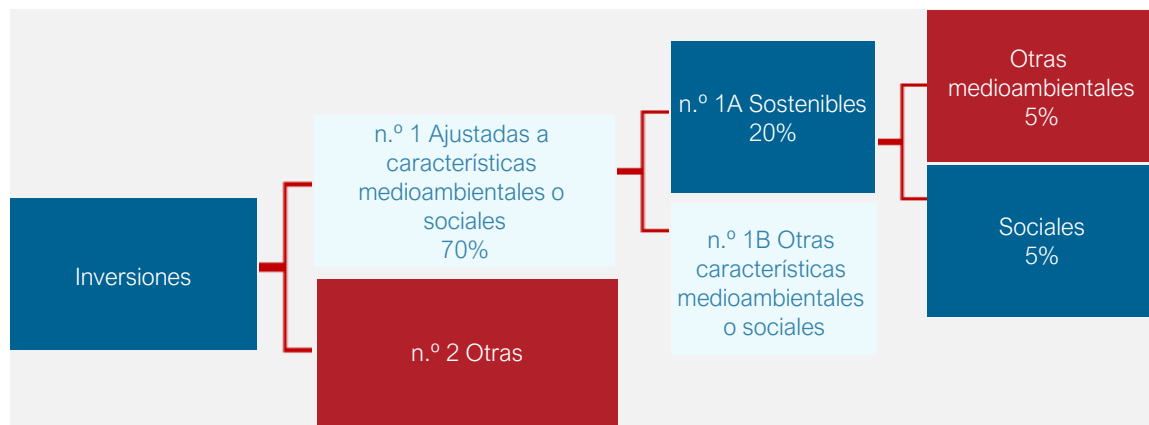 Inversiones
n.º 1 Ajustadas a
características
medioambientales o
sociales
70%
n.º 2 Otras
n.º 1A Sostenibles
20%
n.º 1B Otras
características
medioambientales
o sociales
Otras
medioambientales
5%
Sociales
5%